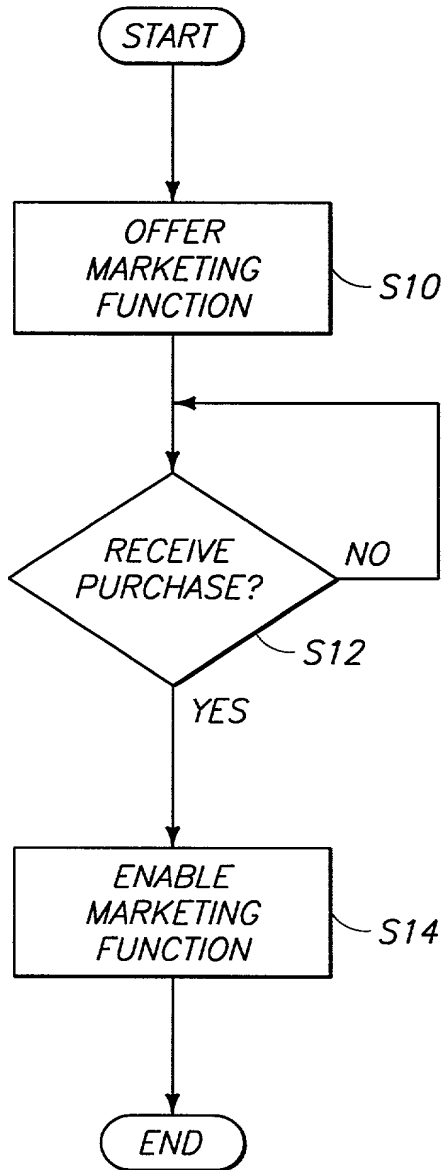 START
OFFER
MARKETING
FUNCTION
S10
RECEIVE
PURCHASE?
NO
S12
YES
ENABLE
MARKETING
FUNCTION
S14
END